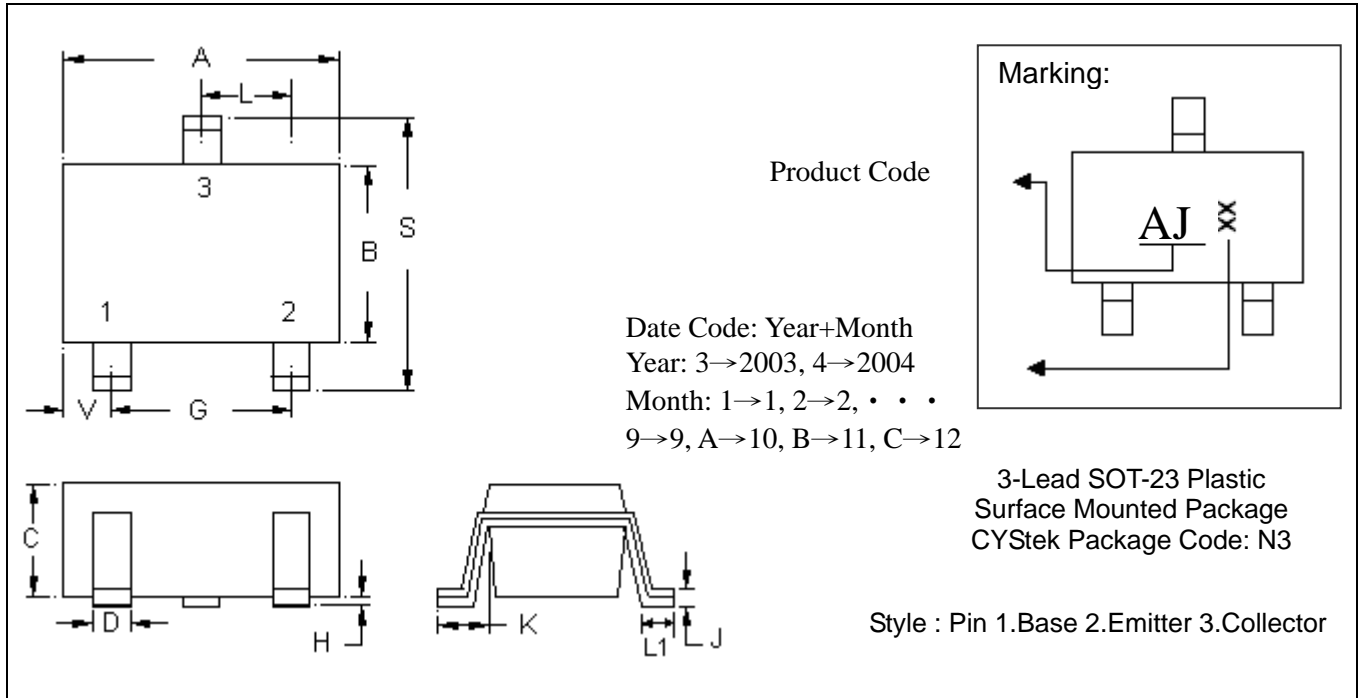 A
L
3
S
B
1
2
V
G
Marking:
Product Code
AJ
XX
Date Code: Year+Month
Year: 3→2003, 4→2004
Month: 1→1, 2→2, • • •
9→9, A→10, B→11, C→12
C
D
H
K
L1
J
3-Lead SOT-23 Plastic
Surface Mounted Package
CYStek Package Code: N3
Style : Pin 1.Base 2.Emitter 3.Collector